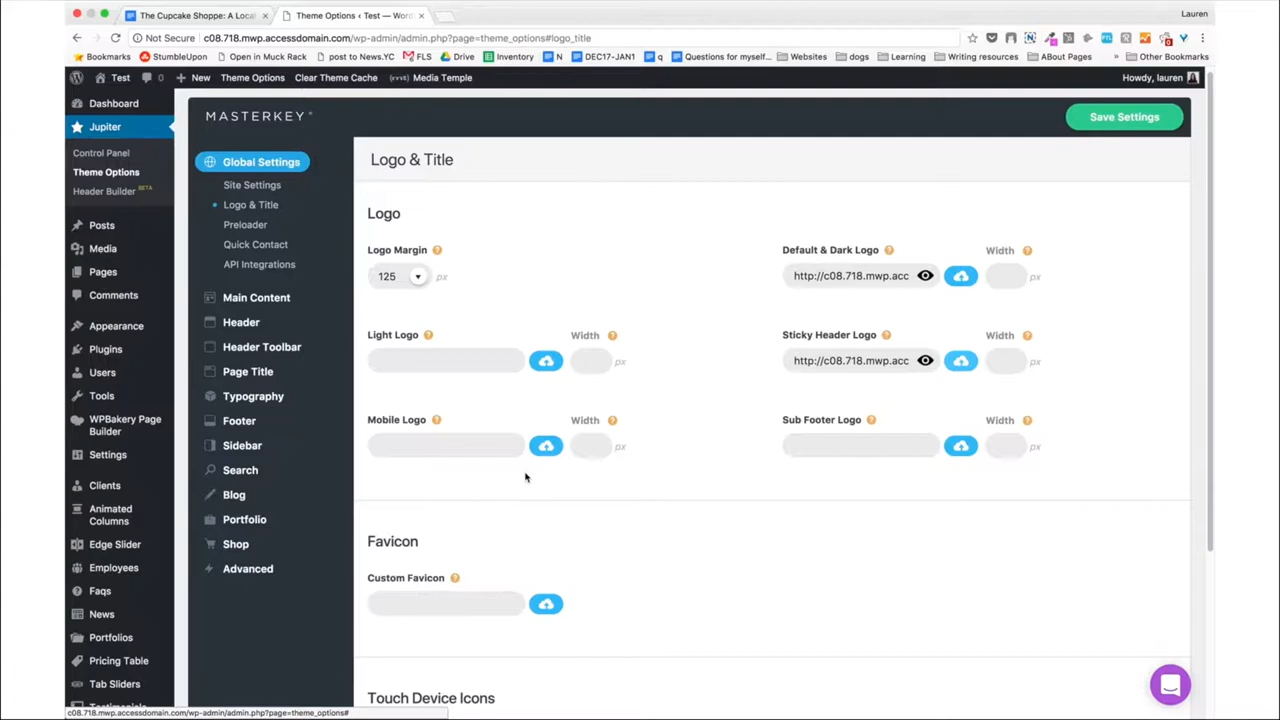 The Cupcake Shoppe: A Loca
Theme Options ‹ Test — Word
Lauren
Not Secure
c08.718.mwp.accessdomain.com/wp-admin/admin.php?page=theme_options#logo_title
Bookmarks
StumbleUpon
Open in Muck Rack
post to News.YC
FLS
Drive
Inventory
N
DEC17-JAN1
q
Questions for myself...
Websites
al
Learning
Writing resources
ABout Pages
»
Other Bookmarks
Test
0
+ New
Theme Options
Clear Theme Cache
(mt) Media Temple
Howdy, lauren
Dashboard
Jupiter
Control Panel
Theme Options
Header Builder BETA
Posts
Media
Pages
Comments
Appearance
Plugins
Users
Tools
WPBakery Page
Builder
Settings
Clients
Animated
Columns
Edge Slider
Employees
Faqs
News
Portfolios
Pricing Table
Tab Sliders
MASTERKEY
Save Settings
Global Settings
Site Settings
Logo & Title
Preloader
Quick Contact
API Integrations
Main Content
Header
Header Toolbar
Page Title
Typography
Footer
Sidebar
Search
Blog
Portfolio
Shop
Advanced
Logo & Title
Logo
Logo Margin ?
125 px
Default & Dark Logo ? Width ?
http://c08.718.mwp.acc px
Light Logo ? Width ?
px
Sticky Header Logo ? Width ?
http://c08.718.mwp.acc px
Mobile Logo ? Width ?
px
Sub Footer Logo ? Width ?
px
Favicon
Custom Favicon ?
Touch Device Icons
c08.718.mwp.accessdomain.com/wp-admin/admin.php?page=theme_options#